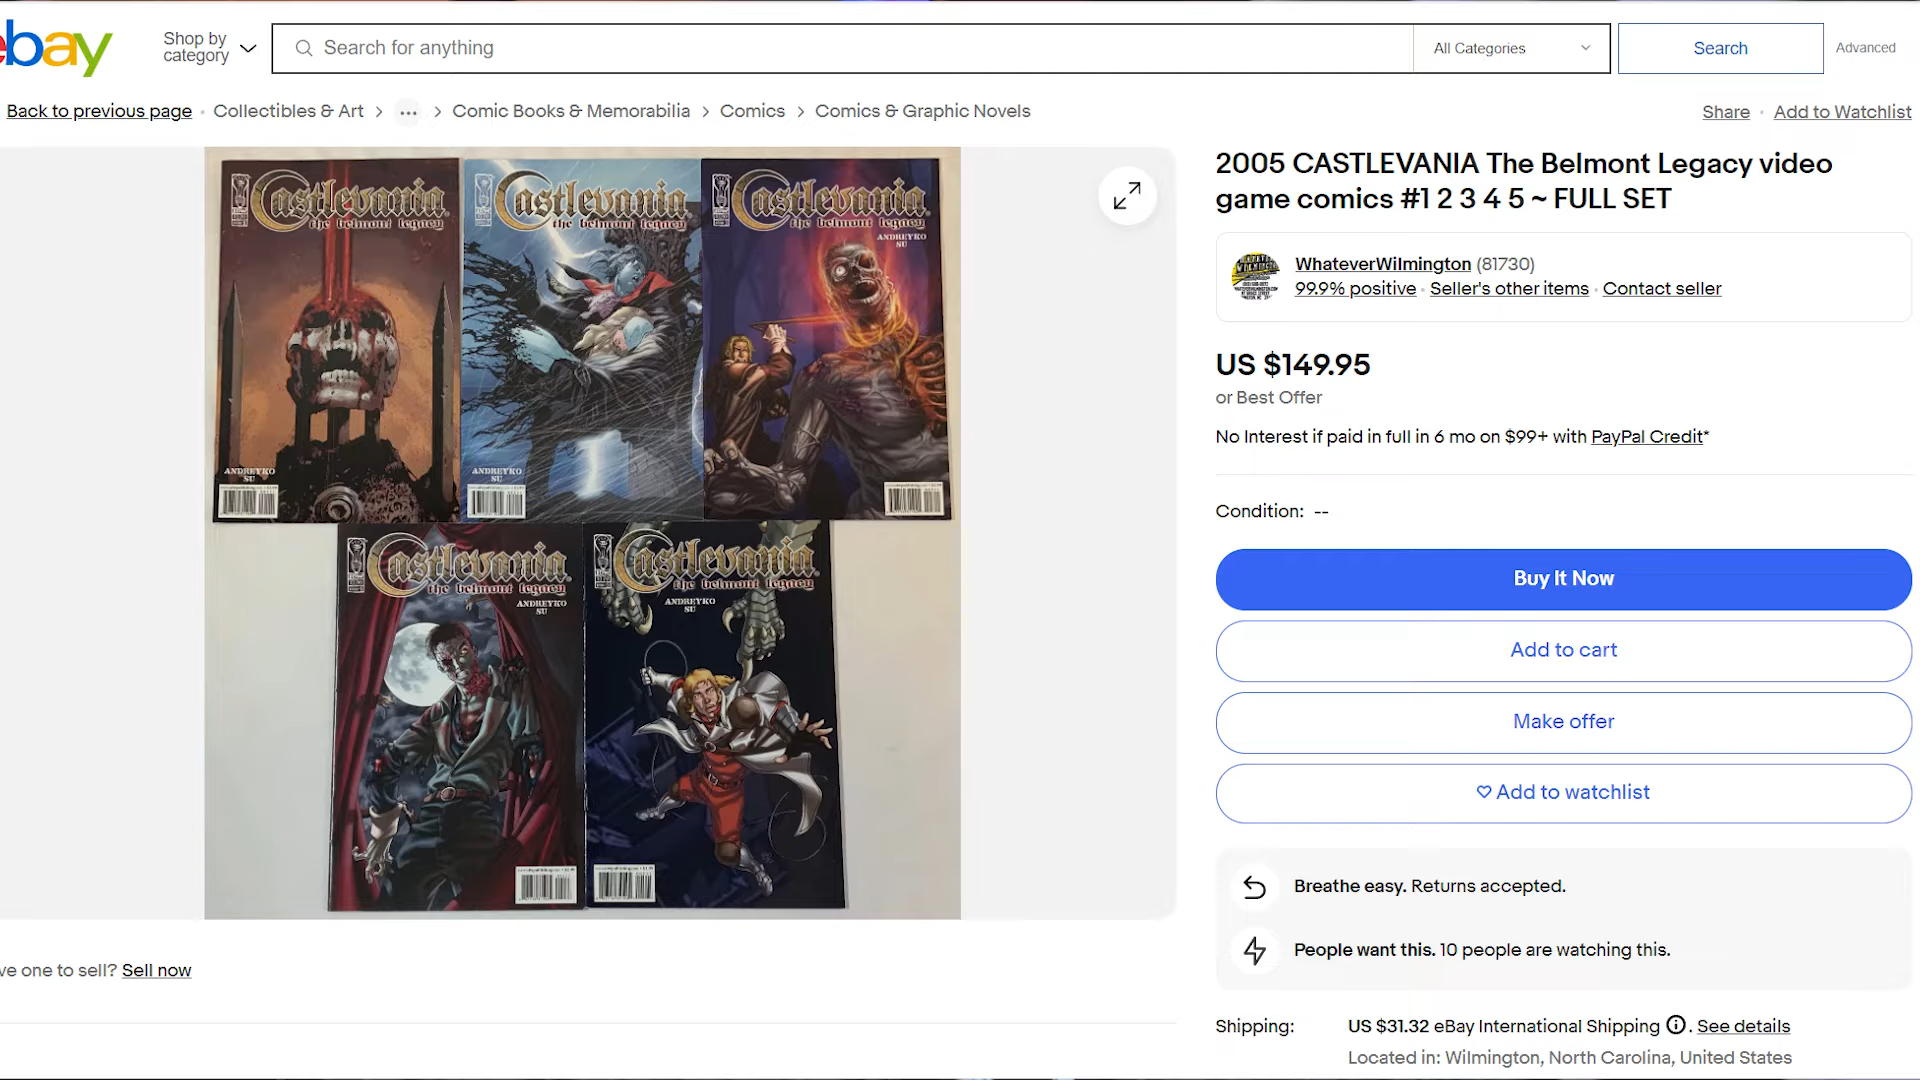 ebay
Shop by
category
Search for anything
All Categories
Search
Advanced
Back to previous page
Collectibles & Art > ... > Comic Books & Memorabilia > Comics > Comics & Graphic Novels
Share
Add to Watchlist
Castlevania
the belmont legacy
ANDREYKO
SU
Castlevania
the belmont legacy
ANDREYKO
SU
Castlevania
the belmont legacy
ANDREYKO
SU
Castlevania
the belmont legacy
ANDREYKO
SU
Castlevania
the belmont legacy
ANDREYKO
SU
2005 CASTLEVANIA The Belmont Legacy video
game comics #1 2 3 4 5 ~ FULL SET
WhateverWilmington (81730)
99.9% positive · Seller's other items · Contact seller
US $149.95
or Best Offer
No Interest if paid in full in 6 mo on $99+ with PayPal Credit*
Condition: --
Buy It Now
Add to cart
Make offer
Add to watchlist
Breathe easy. Returns accepted.
People want this. 10 people are watching this.
Shipping:
US $31.32 eBay International Shipping. See details
Located in: Wilmington, North Carolina, United States
ve one to sell? Sell now